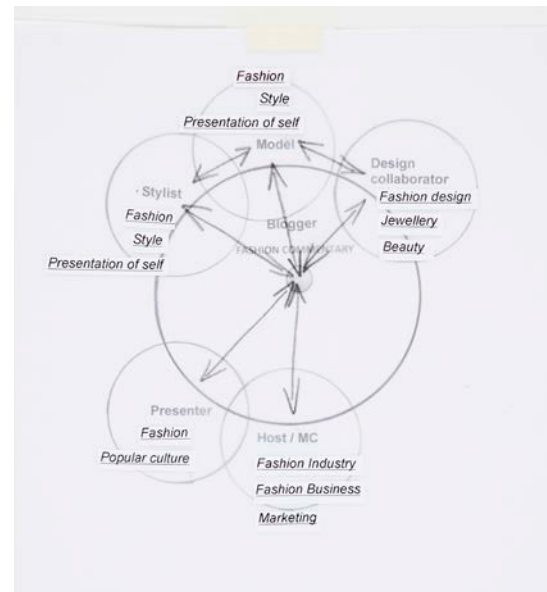 Fashion
Style
Presentation of self
Model
Stylist
Fashion
Style
Presentation of self
Design
collaborator
Fashion design
Jewellery
Beauty
Blogger
FASHION COMMENTARY
Presenter
Fashion
Popular culture
Host / MC
Fashion Industry
Fashion Business
Marketing